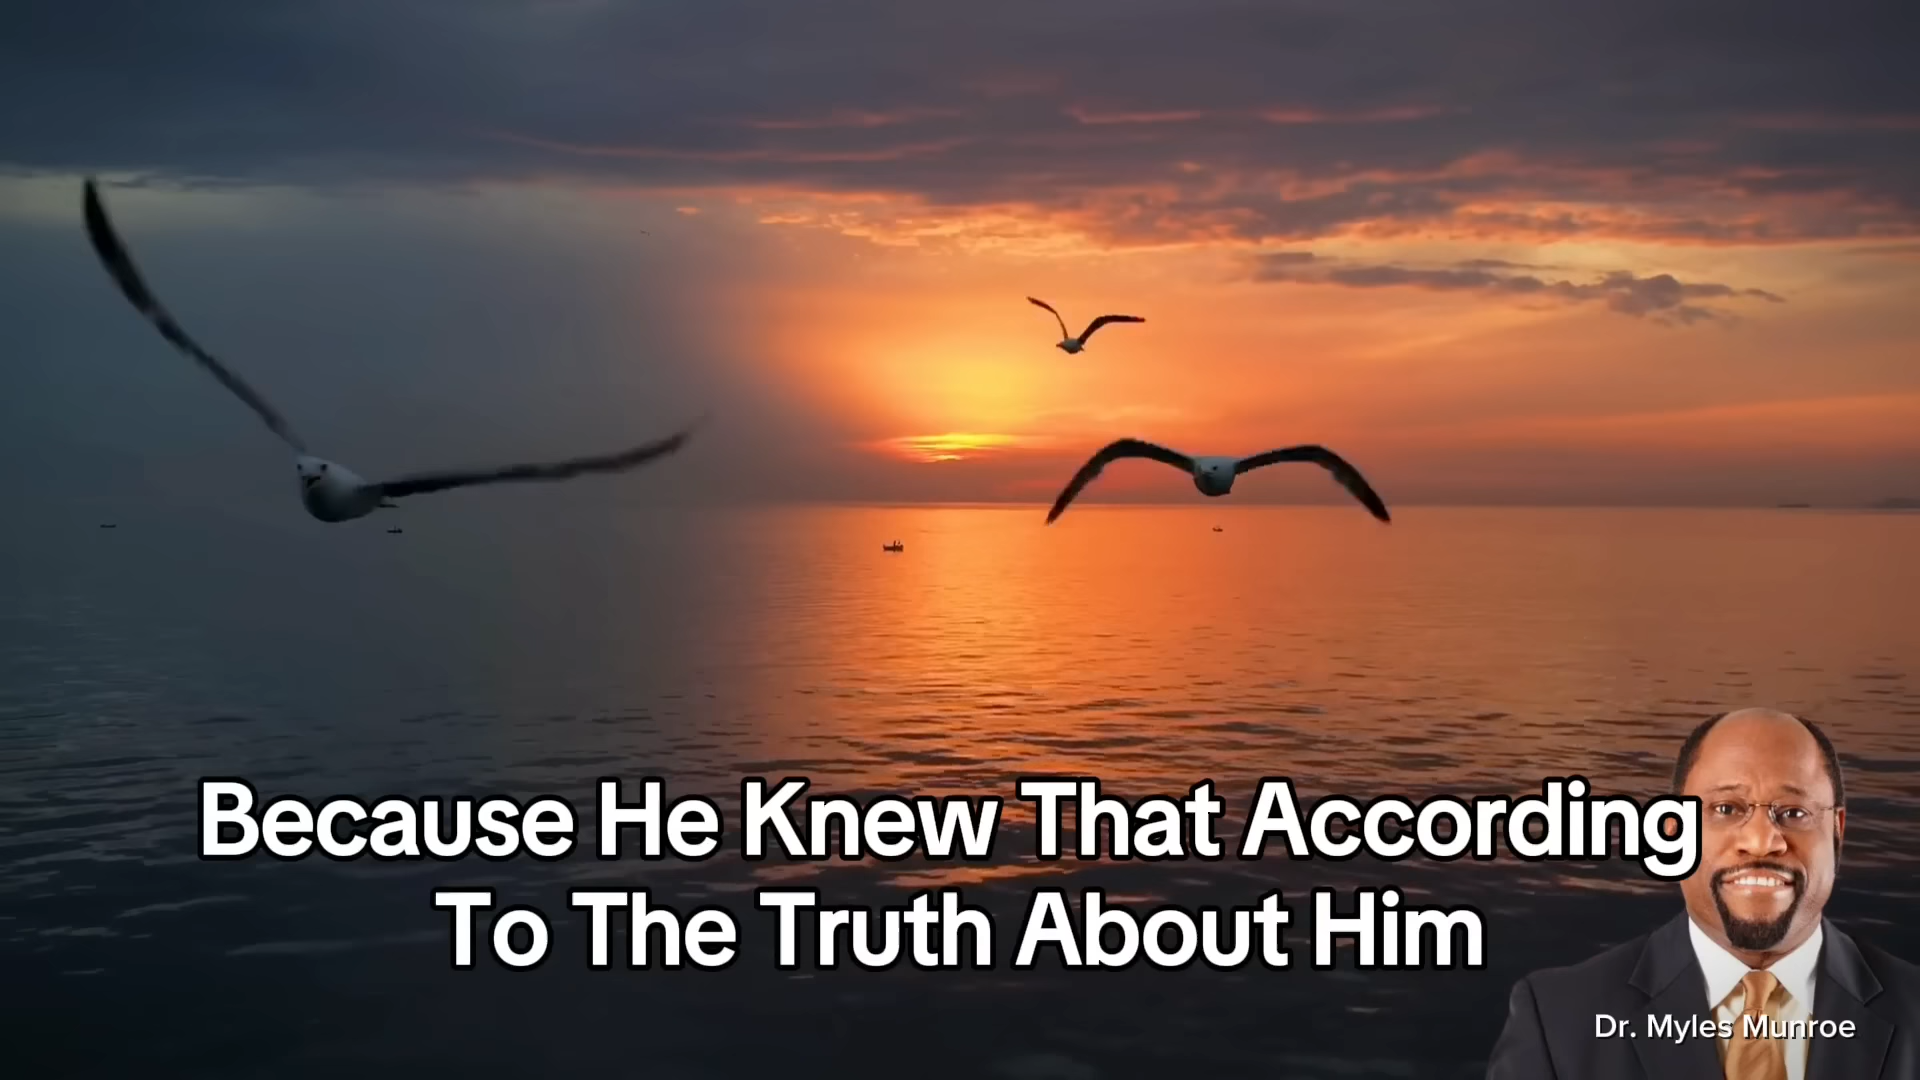 Because He Knew That According
To The Truth About Him
Dr. Myles Munroe